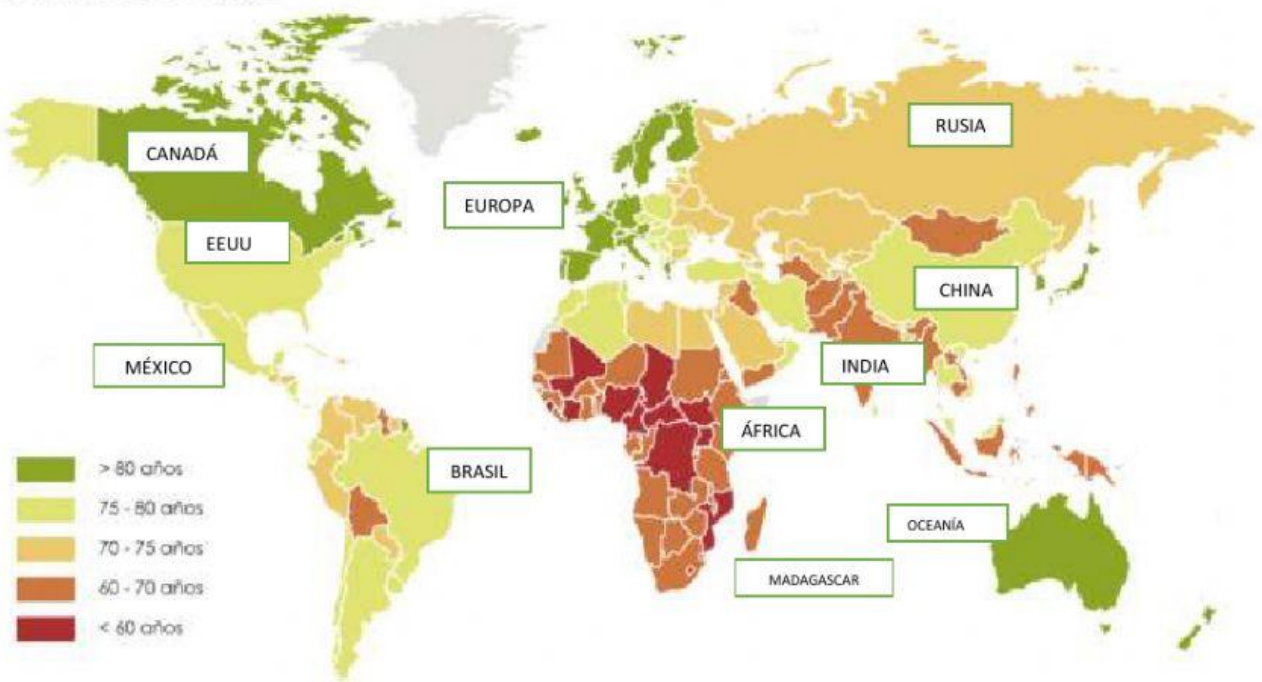 RUSIA
CANADÁ
EUROPA
EEUU
CHINA
MÉXICO
INDIA
ÁFRICA
BRASIL
> 80 años
75 - 80 años
70 - 75 años
60 - 70 años
< 60 años
OCEANÍA
MADAGASCAR